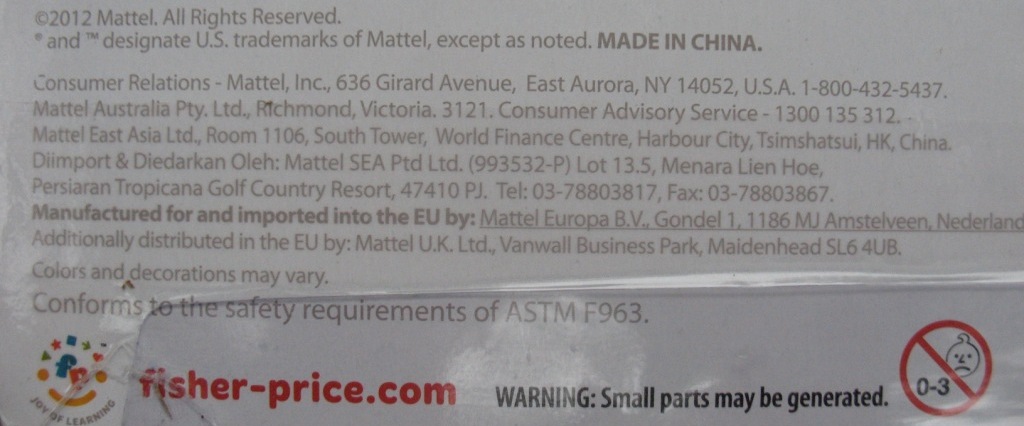 ©2012 Mattel. All Rights Reserved.
® and ™ designate U.S. trademarks of Mattel, except as noted. MADE IN CHINA.
Consumer Relations - Mattel, Inc., 636 Girard Avenue, East Aurora, NY 14052, U.S.A. 1-800-432-5437.
Mattel Australia Pty. Ltd., Richmond, Victoria. 3121. Consumer Advisory Service - 1300 135 312.
Mattel East Asia Ltd., Room 1106, South Tower, World Finance Centre, Harbour City, Tsimshatsui, HK, China.
Diimport & Diedarkan Oleh: Mattel SEA Ptd Ltd. (993532-P) Lot 13.5, Menara Lien Hoe,
Persiaran Tropicana Golf Country Resort, 47410 PJ. Tel: 03-78803817, Fax: 03-78803867.
Manufactured for and imported into the EU by: Mattel Europa B.V., Gondel 1, 1186 MJ Amstelveen, Nederland
Additionally distributed in the EU by: Mattel U.K. Ltd., Vanwall Business Park, Maidenhead SL6 4UB.
Colors and decorations may vary.
Conforms to the safety requirements of ASTM F963.
fp
JOY OF LEARNING
fisher-price.com
WARNING: Small parts may be generated.
0-3